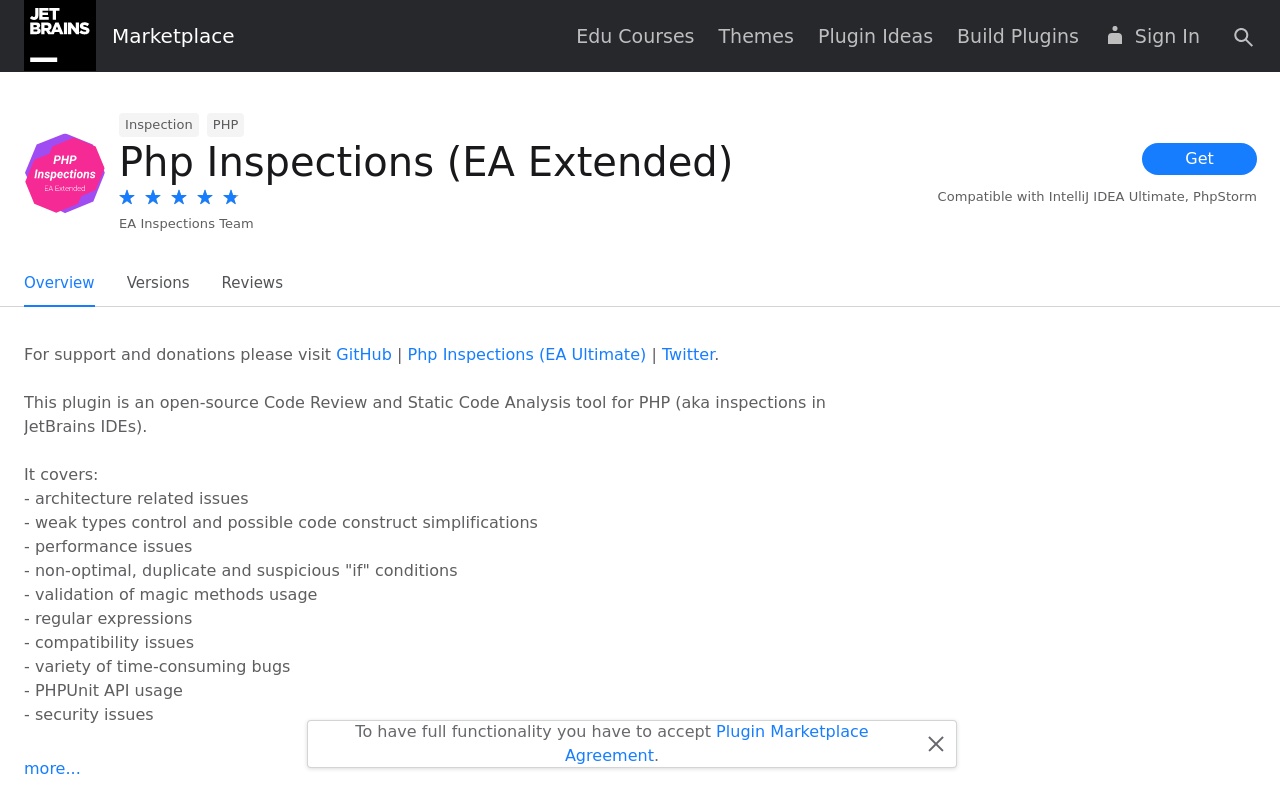 JET
BRAINS
Marketplace
Edu Courses
Themes
Plugin Ideas
Build Plugins
Sign In
PHP
Inspections
EA Extended
Inspection
PHP
Php Inspections (EA Extended)
EA Inspections Team
Get
Compatible with IntelliJ IDEA Ultimate, PhpStorm
Overview
Versions
Reviews
For support and donations please visit GitHub | Php Inspections (EA Ultimate) | Twitter.
This plugin is an open-source Code Review and Static Code Analysis tool for PHP (aka inspections in
JetBrains IDEs).
It covers:
- architecture related issues
- weak types control and possible code construct simplifications
- performance issues
- non-optimal, duplicate and suspicious "if" conditions
- validation of magic methods usage
- regular expressions
- compatibility issues
- variety of time-consuming bugs
- PHPUnit API usage
- security issues
more...
To have full functionality you have to accept Plugin Marketplace
Agreement.